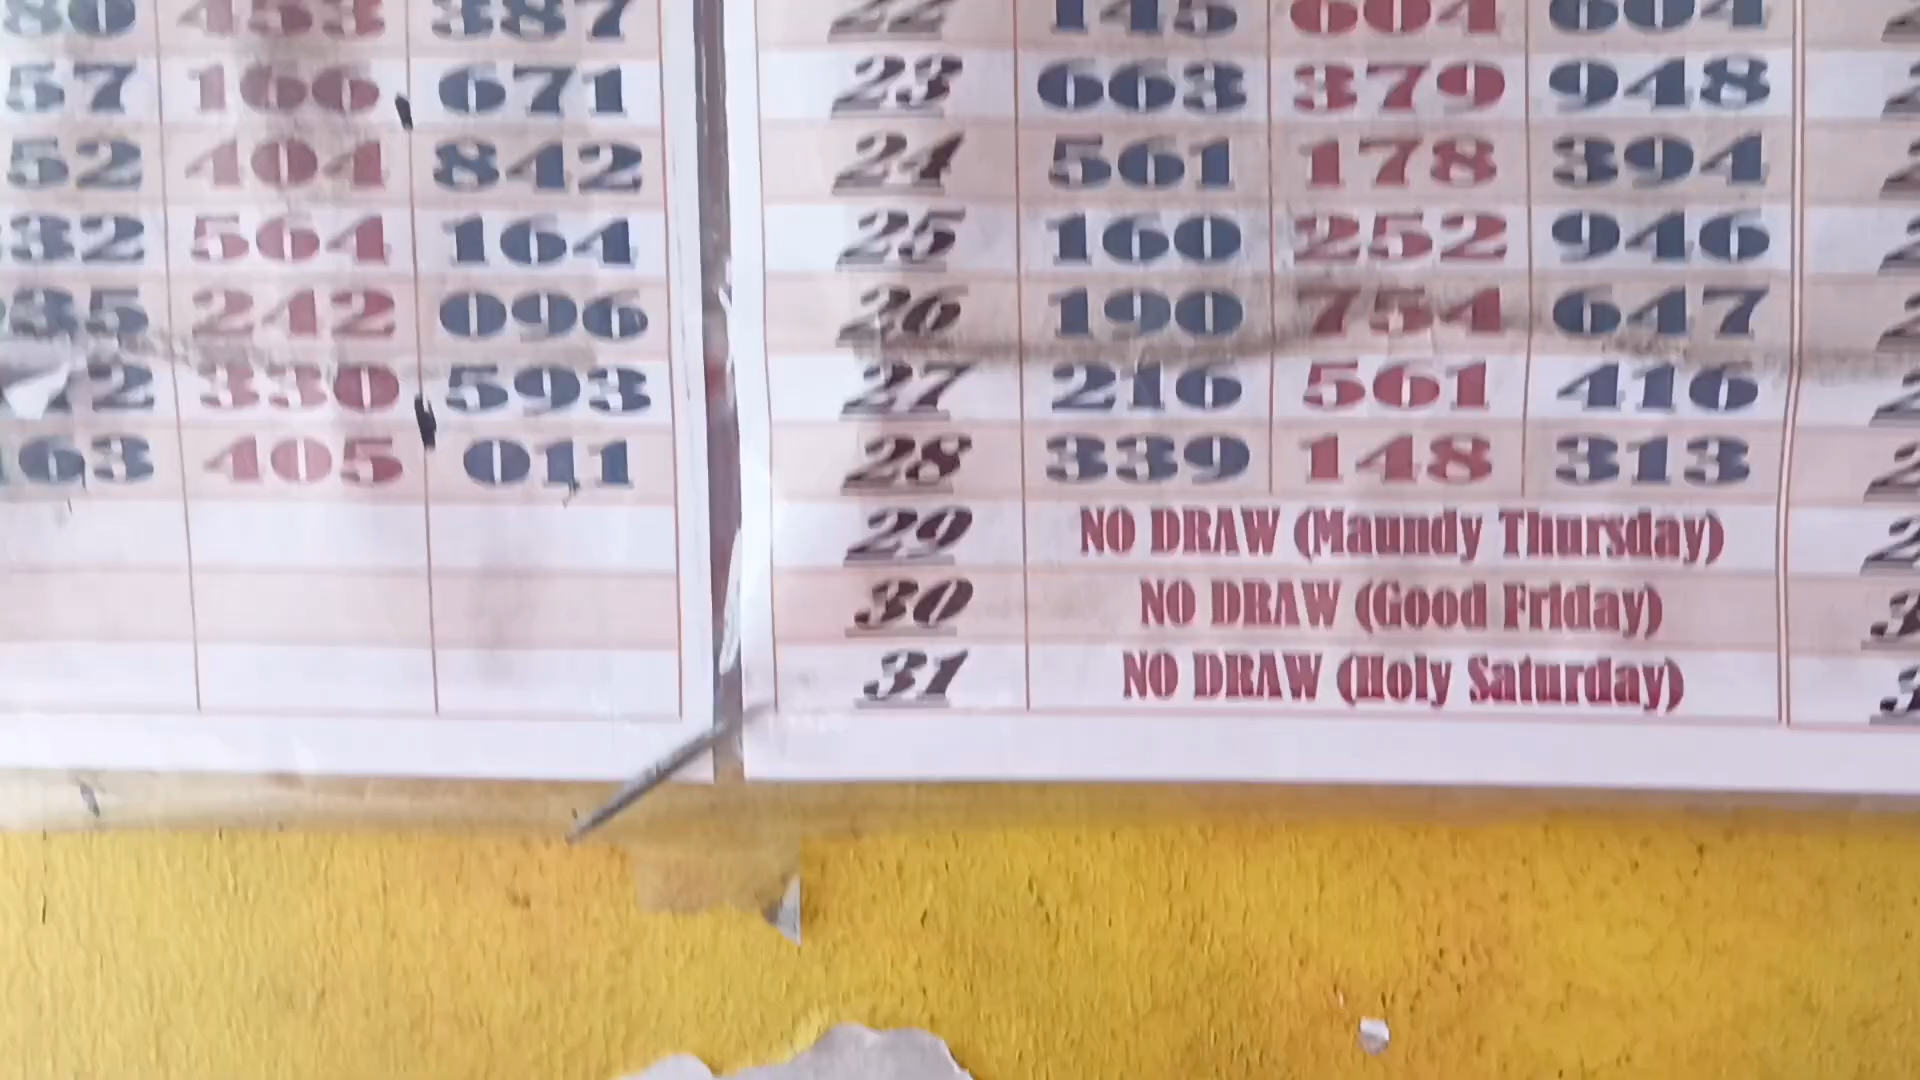 453 387
57 166 671
52 404 842
32 564 164
35 242 096
72 330 593
163 405 011
22 145 604 604
23 663 379 948
24 561 178 394
25 160 252 946
26 190 754 647
27 216 561 416
28 339 148 313
29 NO DRAW (Maundy Thursday)
30 NO DRAW (Good Friday)
31 NO DRAW (Holy Saturday)